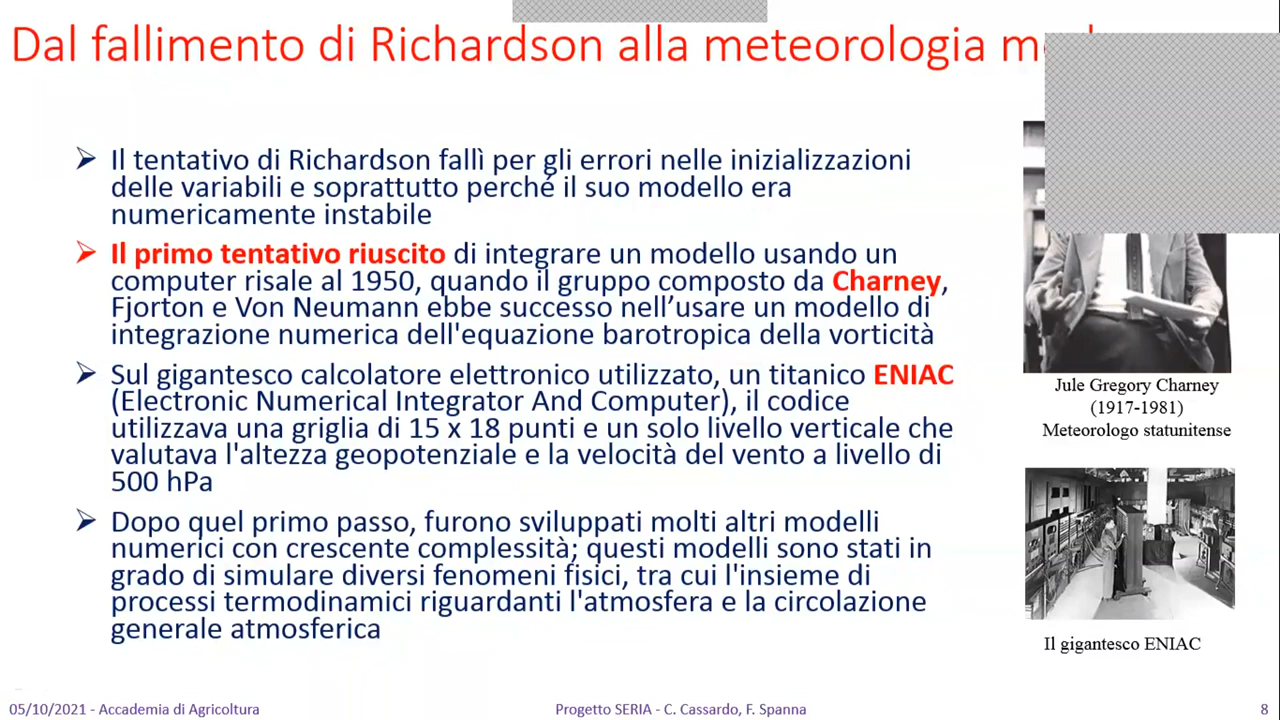 Dal fallimento di Richardson alla meteorologia
➢ Il tentativo di Richardson fallì per gli errori nelle inizializzazioni
delle variabili e soprattutto perché il suo modello era
numericamente instabile
➢ Il primo tentativo riuscito di integrare un modello usando un
computer risale al 1950, quando il gruppo composto da Charney,
Fjorton e Von Neumann ebbe successo nell’usare un modello di
integrazione numerica dell'equazione barotropica della vorticità
➢ Sul gigantesco calcolatore elettronico utilizzato, un titanico ENIAC
(Electronic Numerical Integrator And Computer), il codice
utilizzava una griglia di 15 x 18 punti e un solo livello verticale che
valutava l'altezza geopotenziale e la velocità del vento a livello di
500 hPa
➢ Dopo quel primo passo, furono sviluppati molti altri modelli
numerici con crescente complessità; questi modelli sono stati in
grado di simulare diversi fenomeni fisici, tra cui l'insieme di
processi termodinamici riguardanti l'atmosfera e la circolazione
generale atmosferica
Jule Gregory Charney
(1917-1981)
Meteorologo statunitense
Il gigantesco ENIAC
05/10/2021 - Accademia di Agricoltura
Progetto SERIA - C. Cassardo, F. Spanna
8